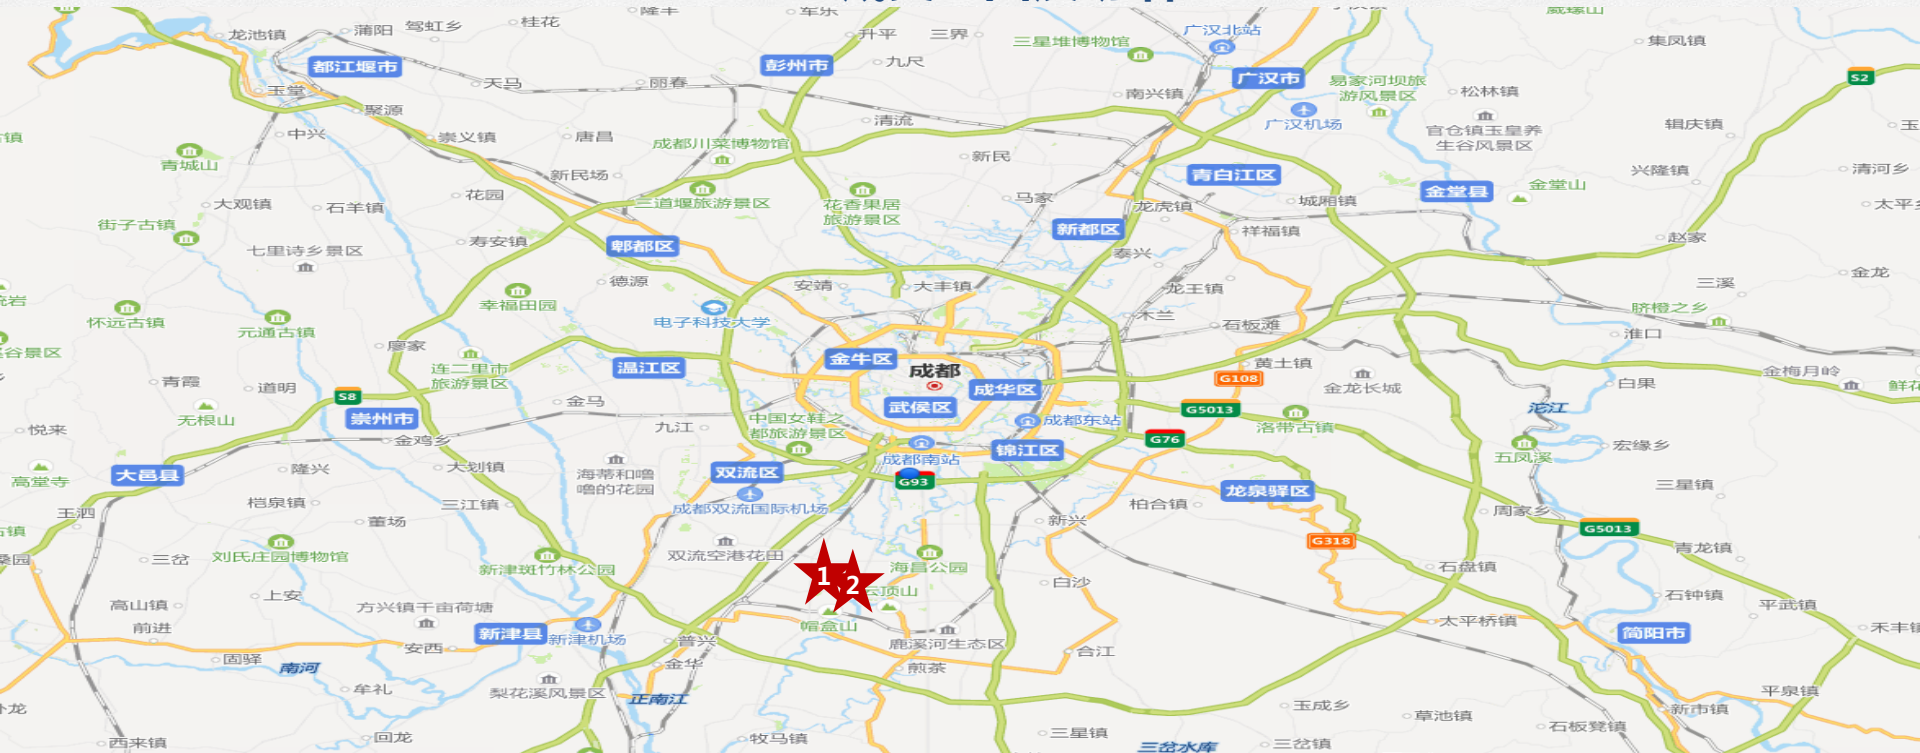 隆丰
军乐
威螺山
桂花
龙池镇
蒲阳
驾虹乡
升平
三界
三星堆博物馆
广汉北站
集凤镇
都江堰市
彭州市
九尺
广汉市
易家河坝旅
游风景区
S2
天马
丽春
玉堂
南兴镇
松林镇
聚源
清流
广汉机场
官仓镇玉皇养
生谷风景区
辑庆镇
中兴
崇义镇
唐昌
成都川菜博物馆
青城山
新民
新民场
青白江区
兴隆镇
清河乡
金堂县
金堂山
花园
三道堰旅游景区
花香果居
旅游景区
马家
大观镇
石羊镇
龙虎镇
城厢镇
街子古镇
新都区
祥福镇
赵家
七里诗乡景区
寿安镇
郫都区
泰兴
德源
安靖
大丰镇
龙王镇
三溪
金龙
幸福田园
怀远古镇
元通古镇
电子科技大学
木兰
石板滩
脐橙之乡
淮口
廖家
连二里市
旅游景区
温江区
金牛区
成都
黄土镇
G108
金龙长城
金梅月岭
白果
青霞
道明
成华区
S8
无根山
崇州市
金马
武侯区
中国女鞋之
都旅游景区
成都东站
G5013
洛带古镇
沱江
悦来
金鸡乡
九江
G76
宏缘乡
成都南站
锦江区
五凤溪
高堂寺
大邑县
隆兴
大划镇
海蒂和噜
噜的花园
双流区
G93
龙泉驿区
三星镇
桤泉镇
三江镇
成都双流国际机场
柏合镇
玉泗
董场
新兴
周家乡
G5013
G318
三岔
刘氏庄园博物馆
新津斑竹林公园
双流空港花田
海昌公园
青龙镇
石盘镇
1
2
云顶山
白沙
上安
高山镇
方兴镇千亩荷塘
石钟镇
平武镇
前进
新津县
新津机场
帽盒山
太平桥镇
简阳市
安西
普兴
鹿溪河生态区
合江
固驿
南河
金华
煎茶
牟礼
梨花溪风景区
正南江
平泉镇
玉成乡
草池镇
新市镇
石板凳镇
回龙
西来镇
牧马镇
三星镇
三岔水库
三岔镇